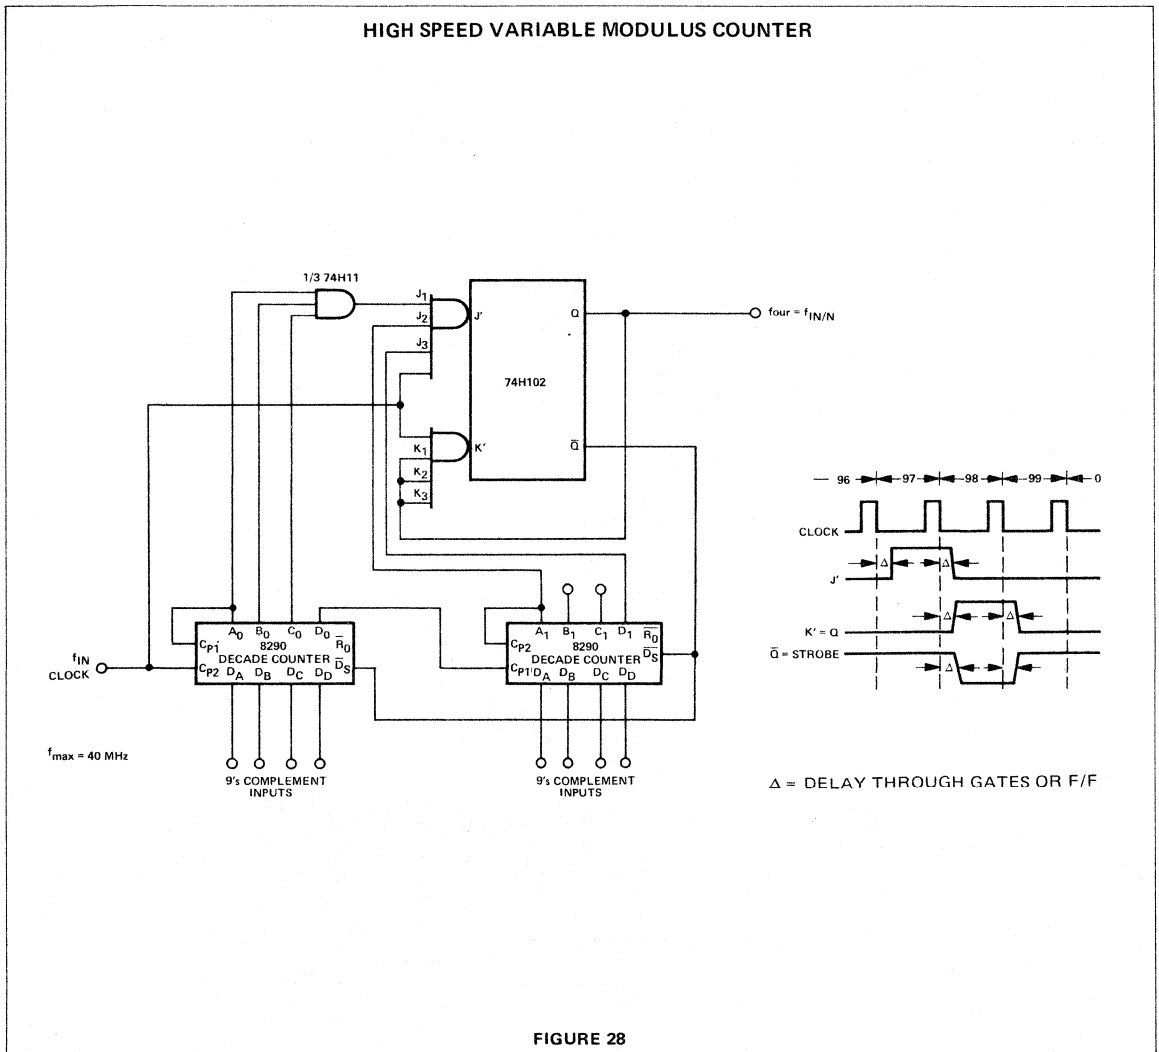 HIGH SPEED VARIABLE MODULUS COUNTER
1/3 74H11
J1
J2
J3
J'
K1
K2
K3
K'
74H102
Q
Q̅
four = fIN/N
A0 B0 C0 D0
CP1'
8290
R̅0
DECADE COUNTER
D̅S
CP2
DA DB DC DD
fIN
CLOCK
A1 B1 C1 D1
CP2
8290
R̅0
DECADE COUNTER
D̅S
CP1'
DA DB DC DD
fmax = 40 MHz
9's COMPLEMENT
INPUTS
9's COMPLEMENT
INPUTS
96 97 98 99 0
CLOCK
J'
Δ Δ
K' = Q
Δ Δ
Q̅ = STROBE
Δ
Δ = DELAY THROUGH GATES OR F/F
FIGURE 28